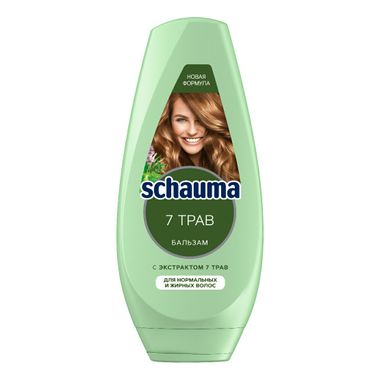 НОВАЯ
ФОРМУЛА
schauma
7 ТРАВ
БАЛЬЗАМ
С ЭКСТРАКТОМ 7 ТРАВ
ДЛЯ НОРМАЛЬНЫХ
И ЖИРНЫХ ВОЛОС